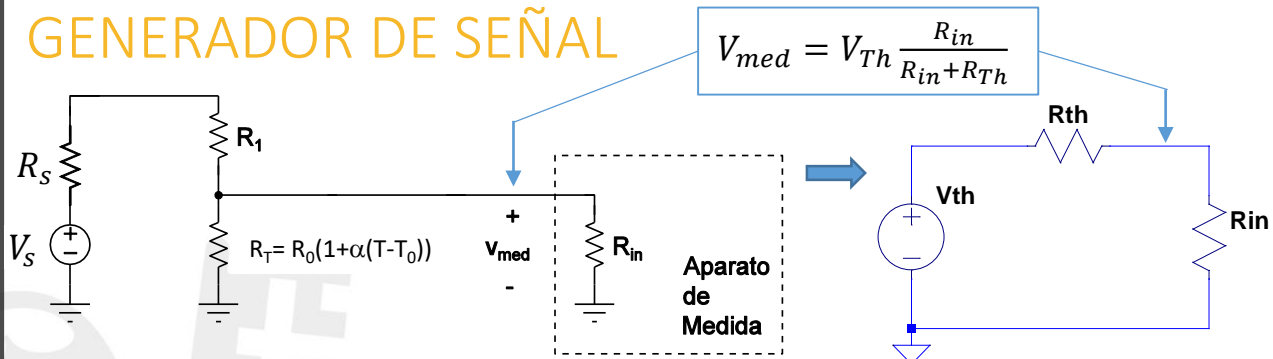 GENERADOR DE SEÑAL
V_med = V_Th R_in / (R_in + R_Th)
R_s
V_s
R_1
R_T= R_0(1+α(T-T_0))
+
v_med
-
R_in
Aparato
de
Medida
Rth
Vth
Rin